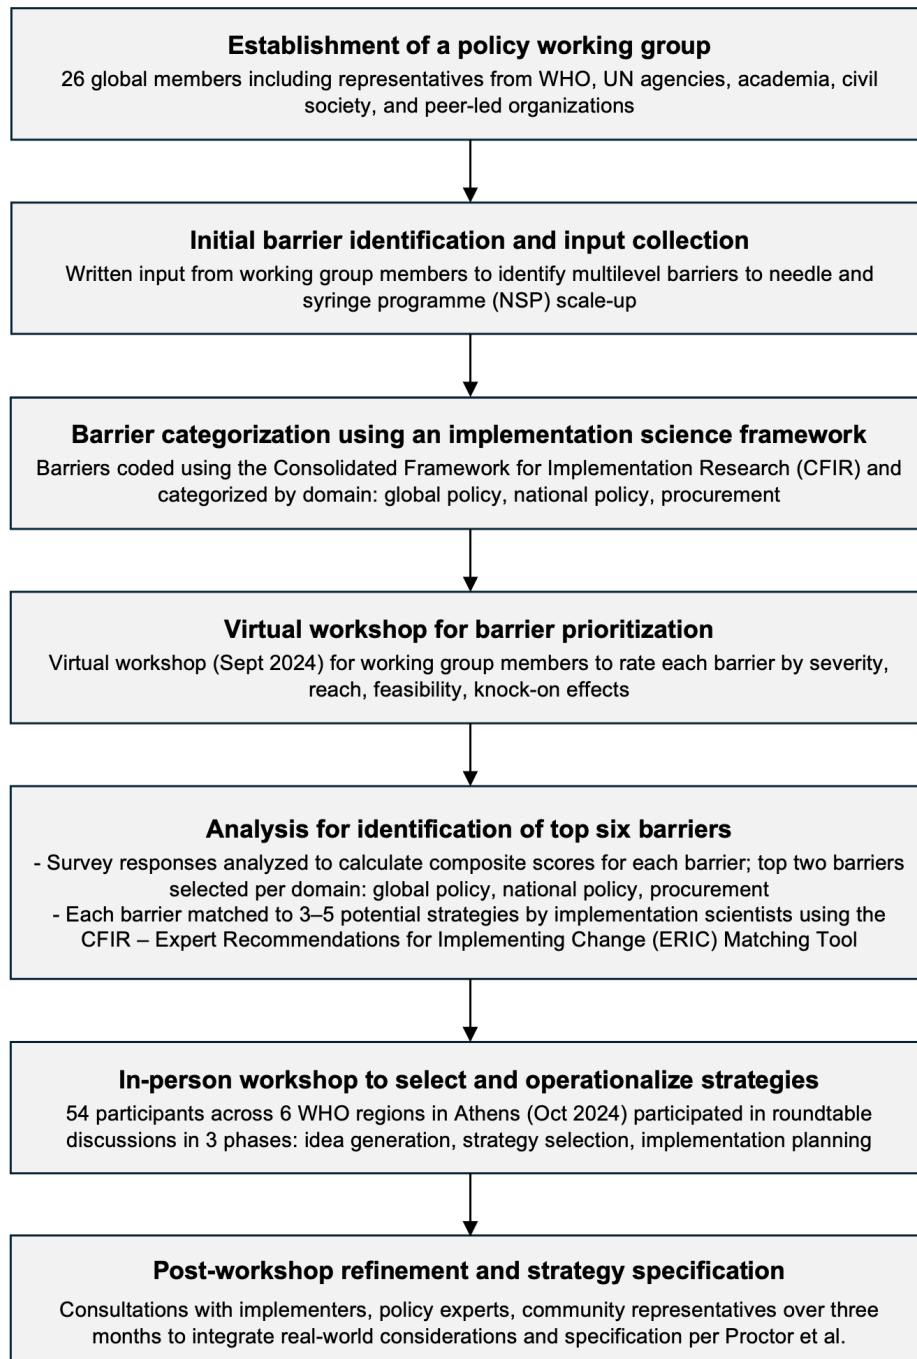 Establishment of a policy working group
26 global members including representatives from WHO, UN agencies, academia, civil
society, and peer-led organizations
Initial barrier identification and input collection
Written input from working group members to identify multilevel barriers to needle and
syringe programme (NSP) scale-up
Barrier categorization using an implementation science framework
Barriers coded using the Consolidated Framework for Implementation Research (CFIR) and
categorized by domain: global policy, national policy, procurement
Virtual workshop for barrier prioritization
Virtual workshop (Sept 2024) for working group members to rate each barrier by severity,
reach, feasibility, knock-on effects
Analysis for identification of top six barriers
- Survey responses analyzed to calculate composite scores for each barrier; top two barriers
selected per domain: global policy, national policy, procurement
- Each barrier matched to 3–5 potential strategies by implementation scientists using the
CFIR – Expert Recommendations for Implementing Change (ERIC) Matching Tool
In-person workshop to select and operationalize strategies
54 participants across 6 WHO regions in Athens (Oct 2024) participated in roundtable
discussions in 3 phases: idea generation, strategy selection, implementation planning
Post-workshop refinement and strategy specification
Consultations with implementers, policy experts, community representatives over three
months to integrate real-world considerations and specification per Proctor et al.